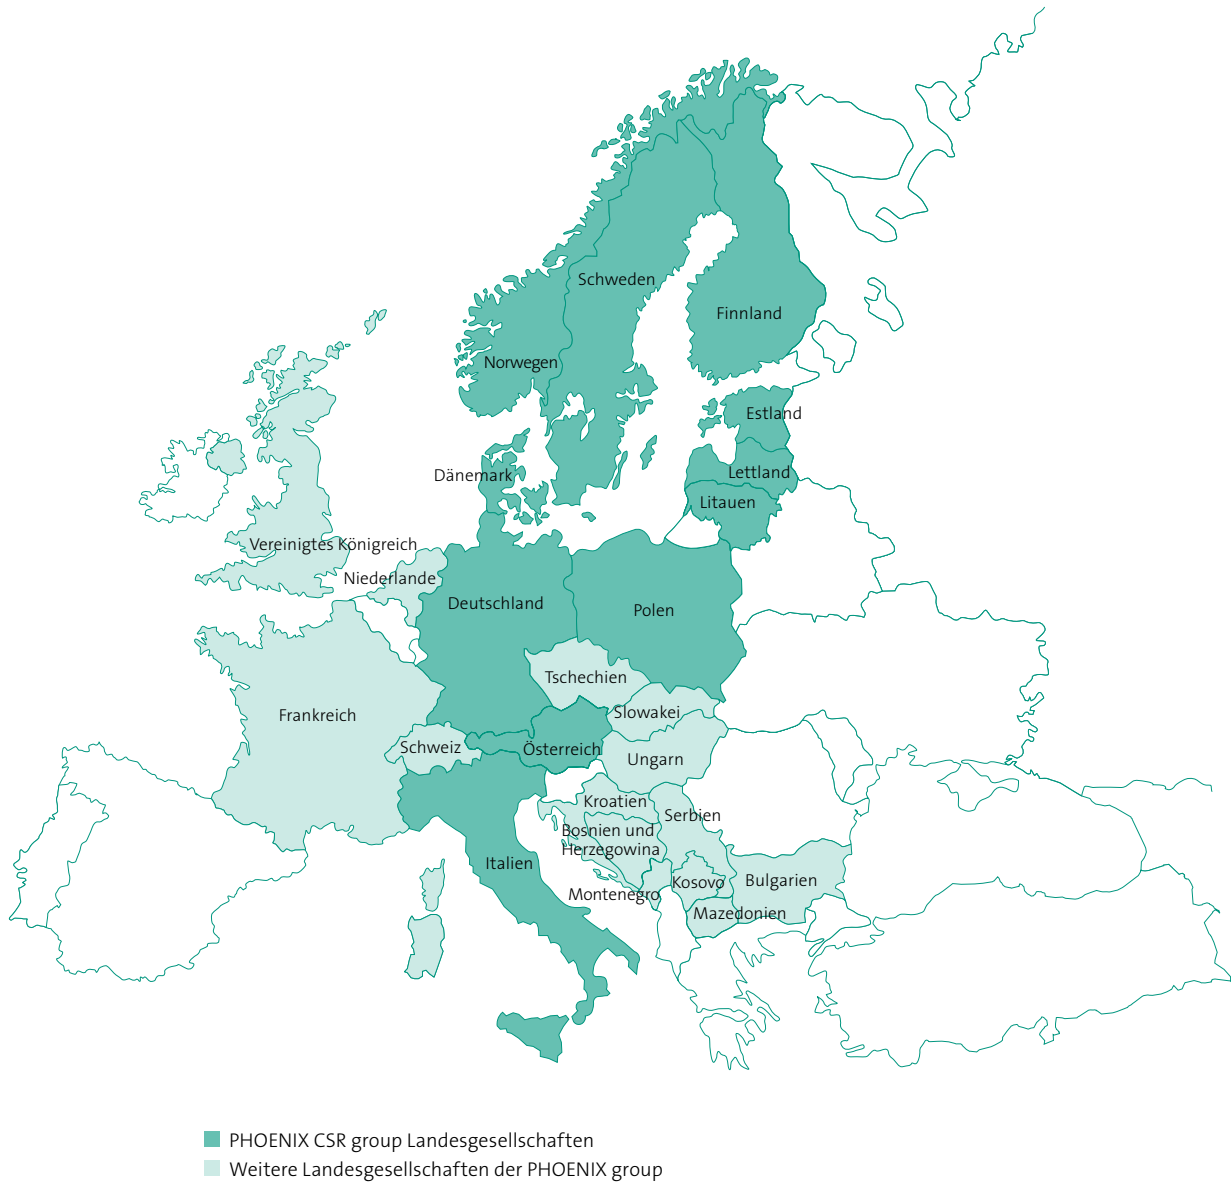 Schweden
Finnland
Norwegen
Estland
Dänemark
Lettland
Litauen
Vereinigtes Königreich
Niederlande
Deutschland
Polen
Tschechien
Frankreich
Slowakei
Schweiz
Österreich
Ungarn
Kroatien
Serbien
Bosnien und
Herzegowina
Italien
Kosovo
Bulgarien
Montenegro
Mazedonien
PHOENIX CSR group Landesgesellschaften
Weitere Landesgesellschaften der PHOENIX group